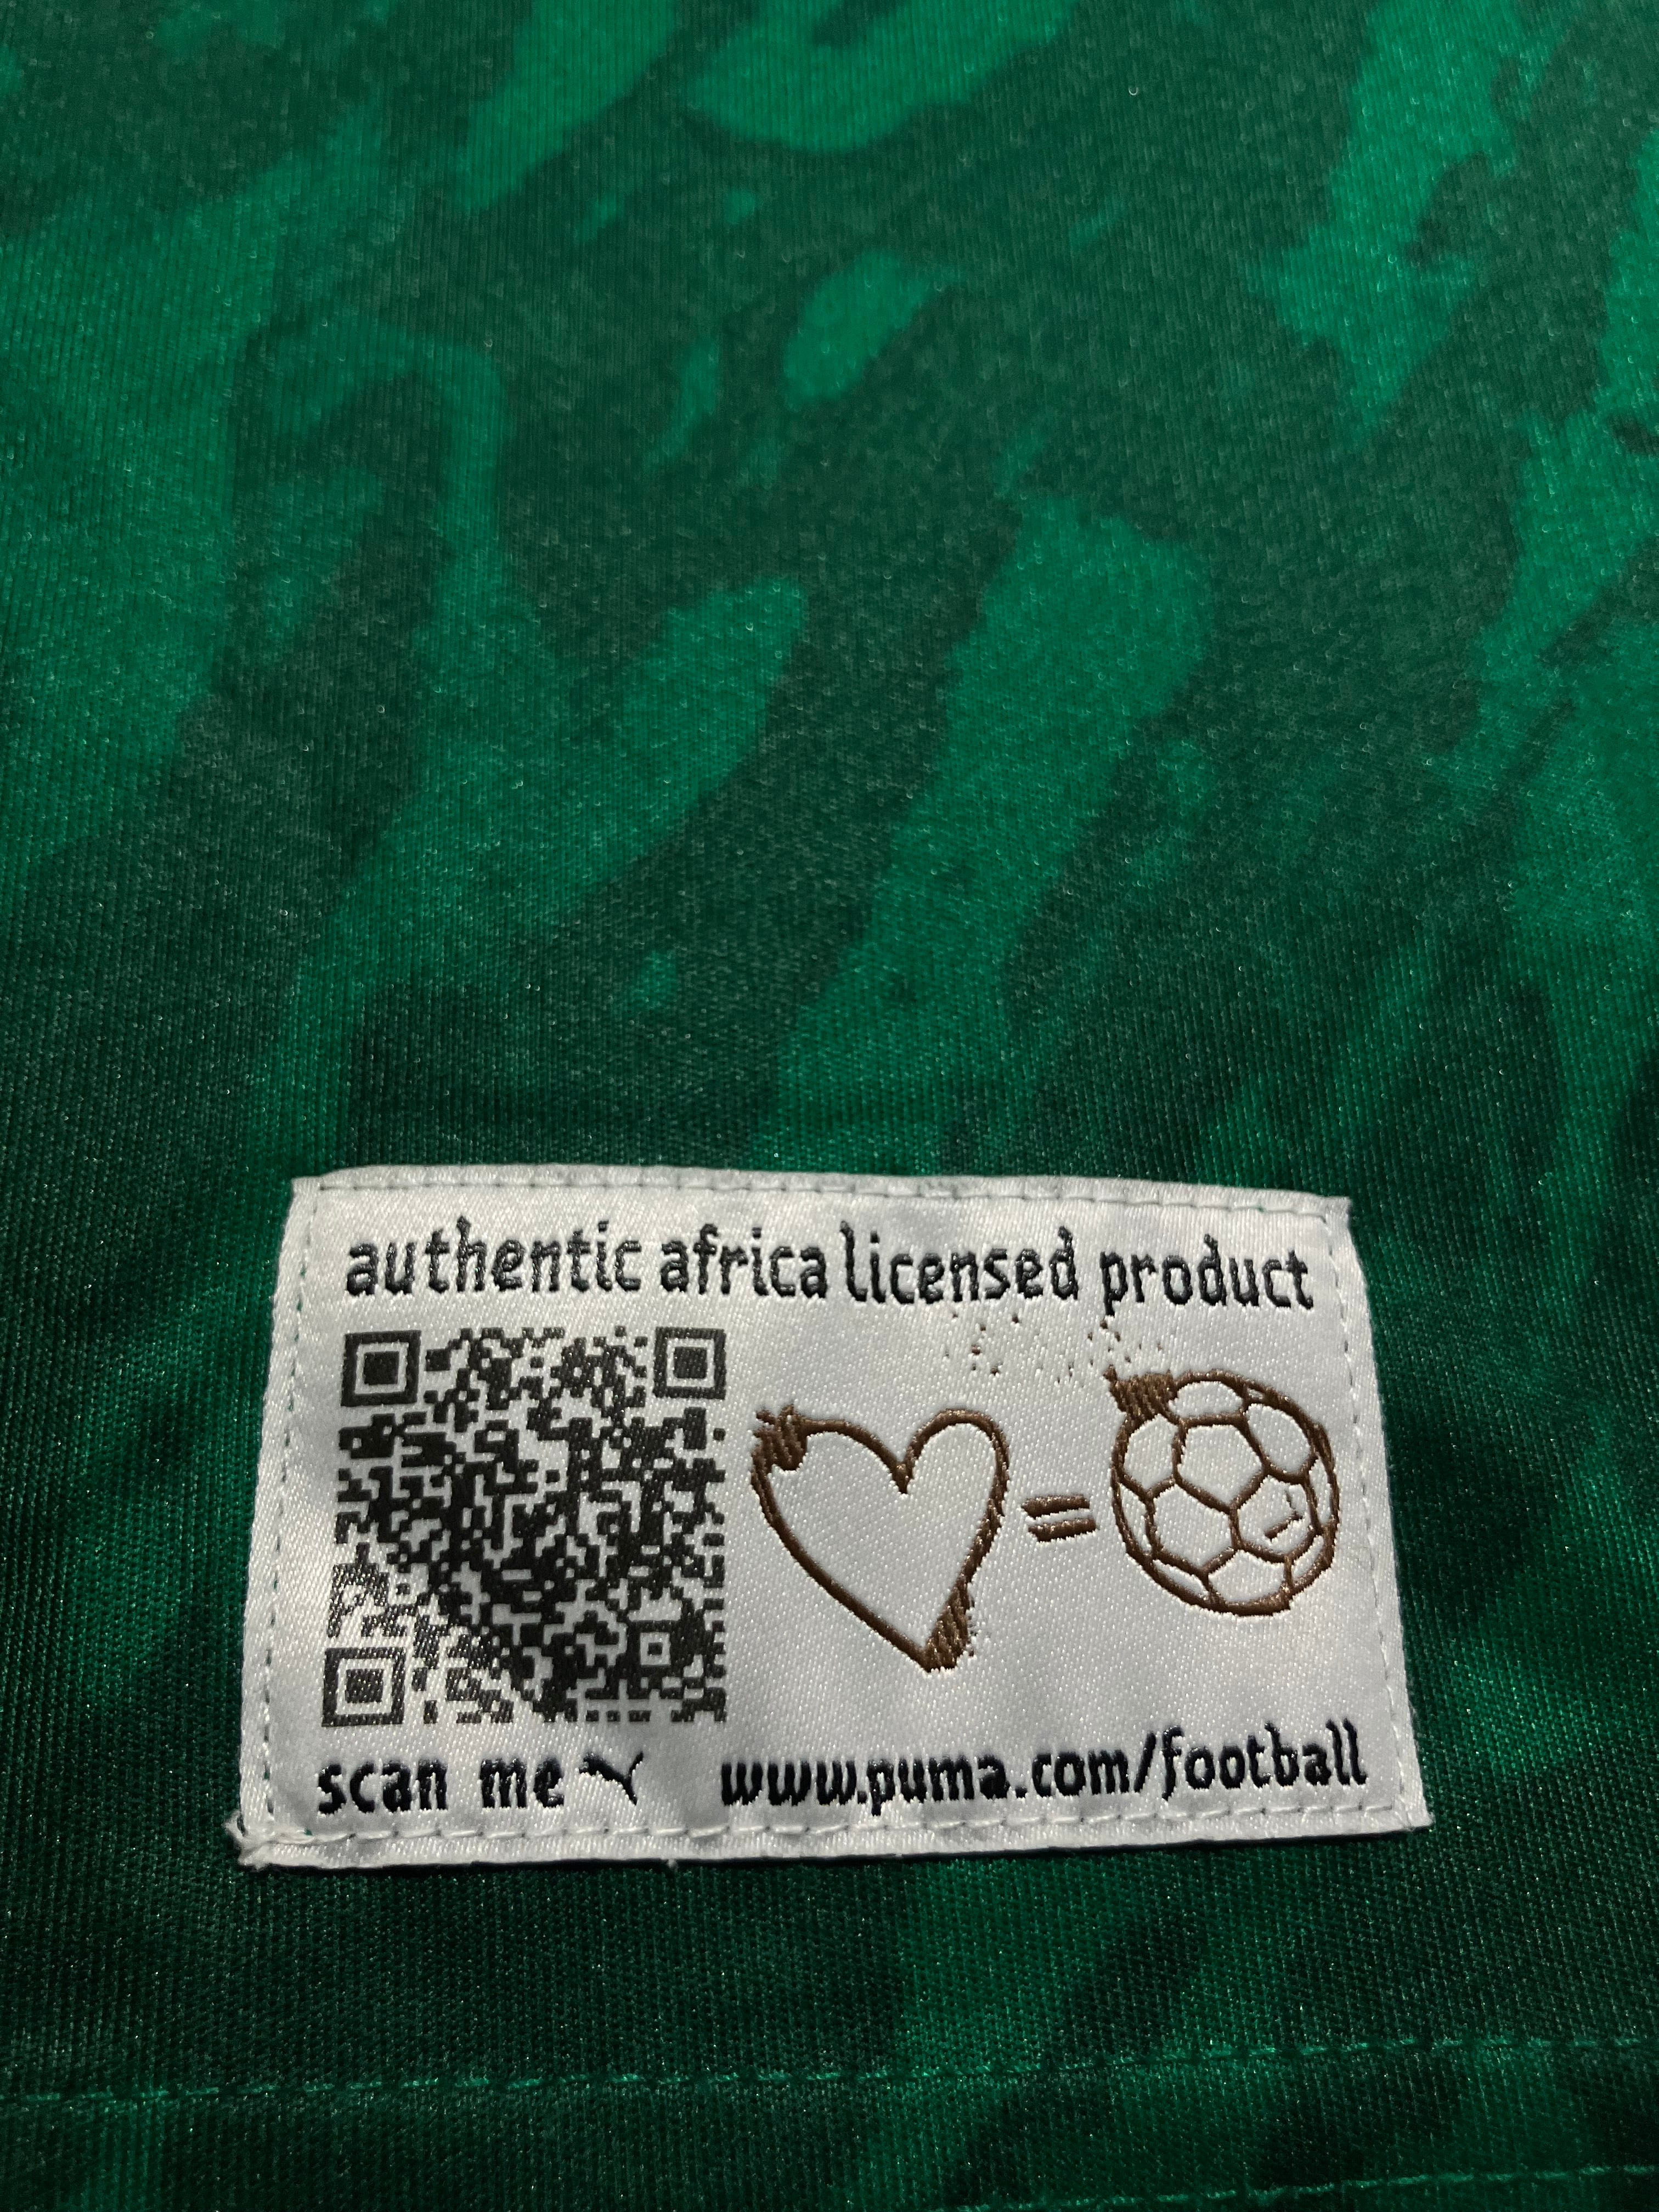 authentic africa licensed product
=
scan me www.puma.com/football